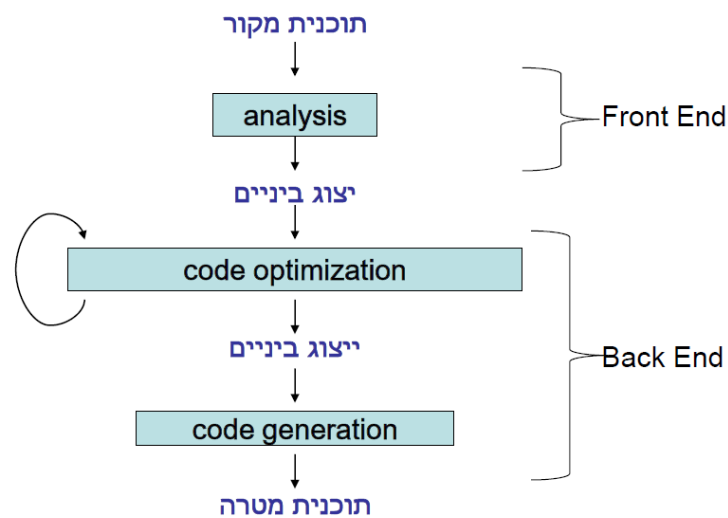 תוכנית מקור
analysis
Front End
יצוג ביניים
code optimization
ייצוג ביניים
Back End
code generation
תוכנית מטרה